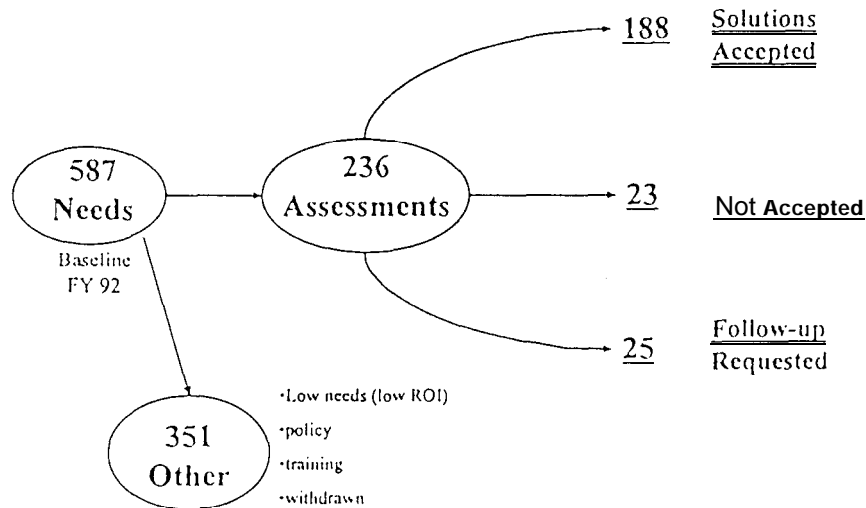 188 Solutions
Accepted
587
Needs
Baseline
FY 92
236
Assessments
23 Not Accepted
25 Follow-up
Requested
351
Other
•Low needs (low ROI)
•policy
•training
•withdrawn